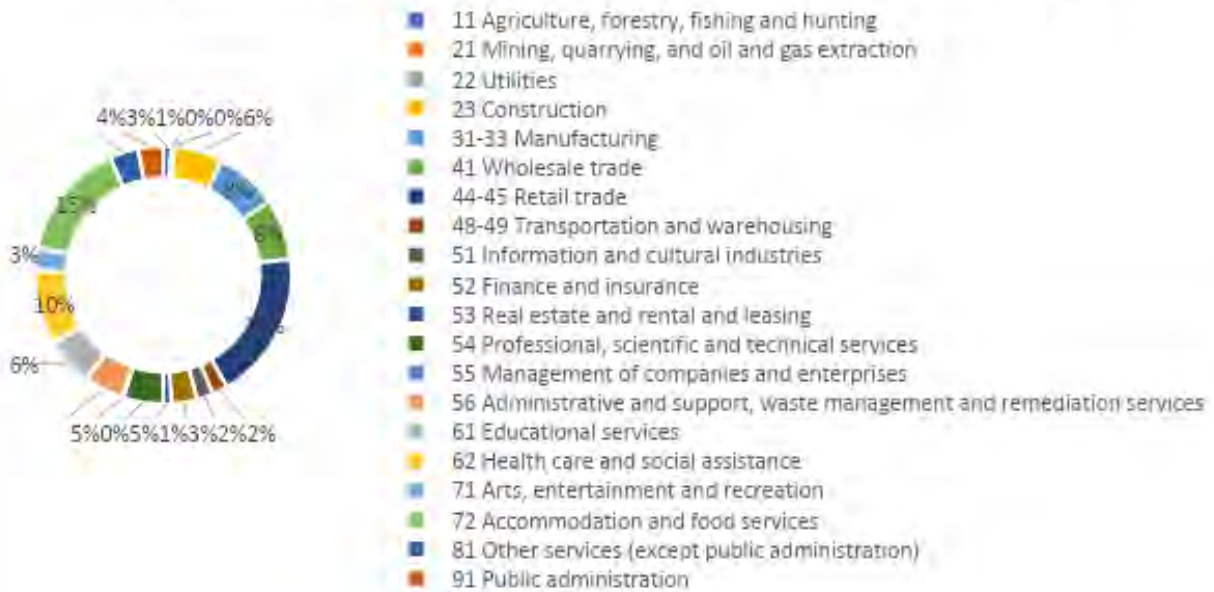 11 Agriculture, forestry, fishing and hunting
21 Mining, quarrying, and oil and gas extraction
22 Utilities
23 Construction
31-33 Manufacturing
41 Wholesale trade
44-45 Retail trade
48-49 Transportation and warehousing
51 Information and cultural industries
52 Finance and insurance
53 Real estate and rental and leasing
54 Professional, scientific and technical services
55 Management of companies and enterprises
56 Administrative and support, waste management and remediation services
61 Educational services
62 Health care and social assistance
71 Arts, entertainment and recreation
72 Accommodation and food services
81 Other services (except public administration)
91 Public administration
4%3%1%0%0%6%
15%
3%
10%
6%
5%0%5%1%3%2%2%